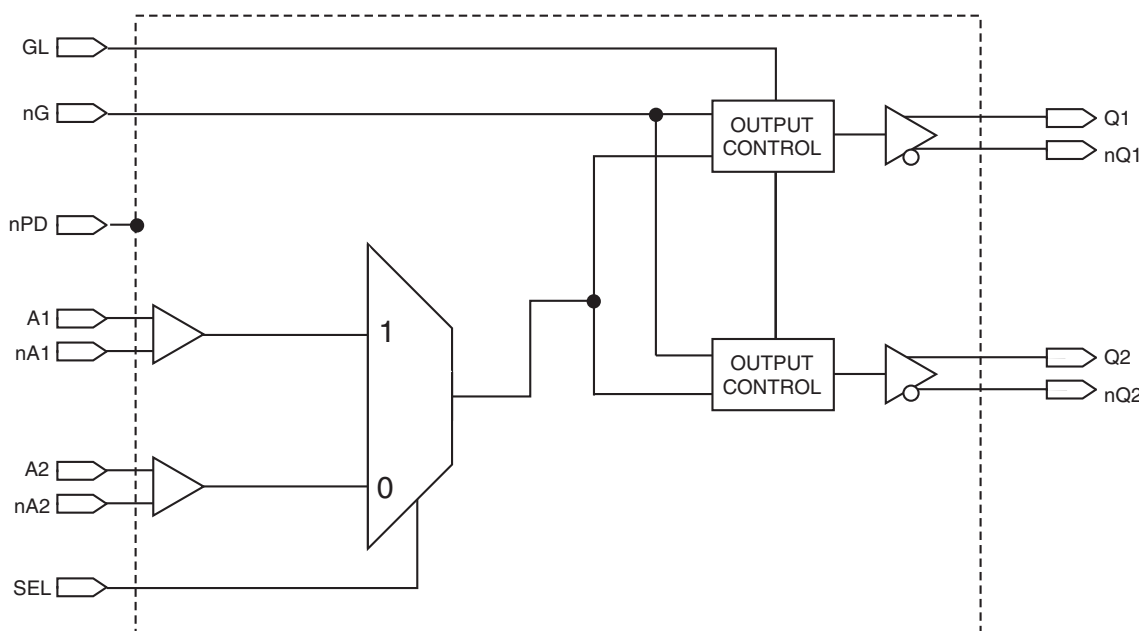 GL
nG
OUTPUT
CONTROL
Q1
nQ1
nPD
A1
nA1
1
OUTPUT
CONTROL
Q2
nQ2
A2
nA2
0
SEL